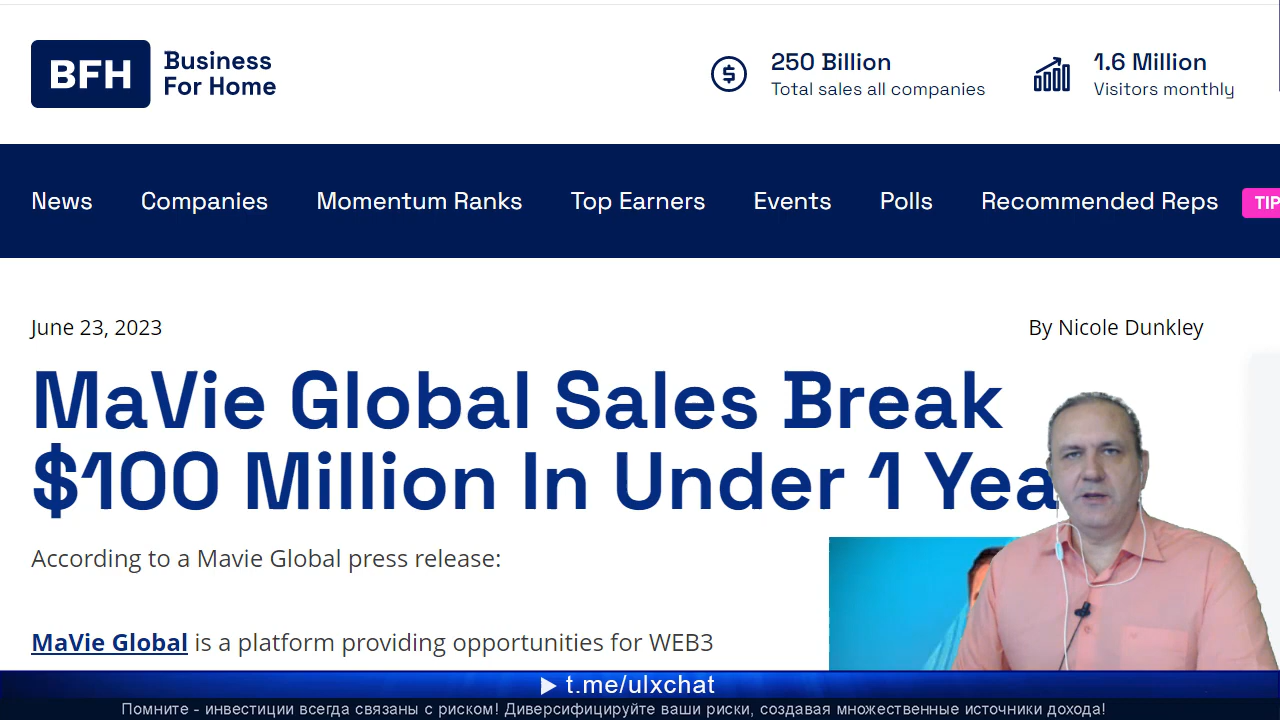 BFH Business For Home
250 Billion
Total sales all companies
1.6 Million
Visitors monthly
News Companies Momentum Ranks Top Earners Events Polls Recommended Reps TIP
June 23, 2023
By Nicole Dunkley
MaVie Global Sales Break
$100 Million In Under 1 Yea
According to a Mavie Global press release:
MaVie Global is a platform providing opportunities for WEB3
t.me/ulxchat
Помните - инвестиции всегда связаны с риском! Диверсифицируйте ваши риски, создавая множественные источники дохода!